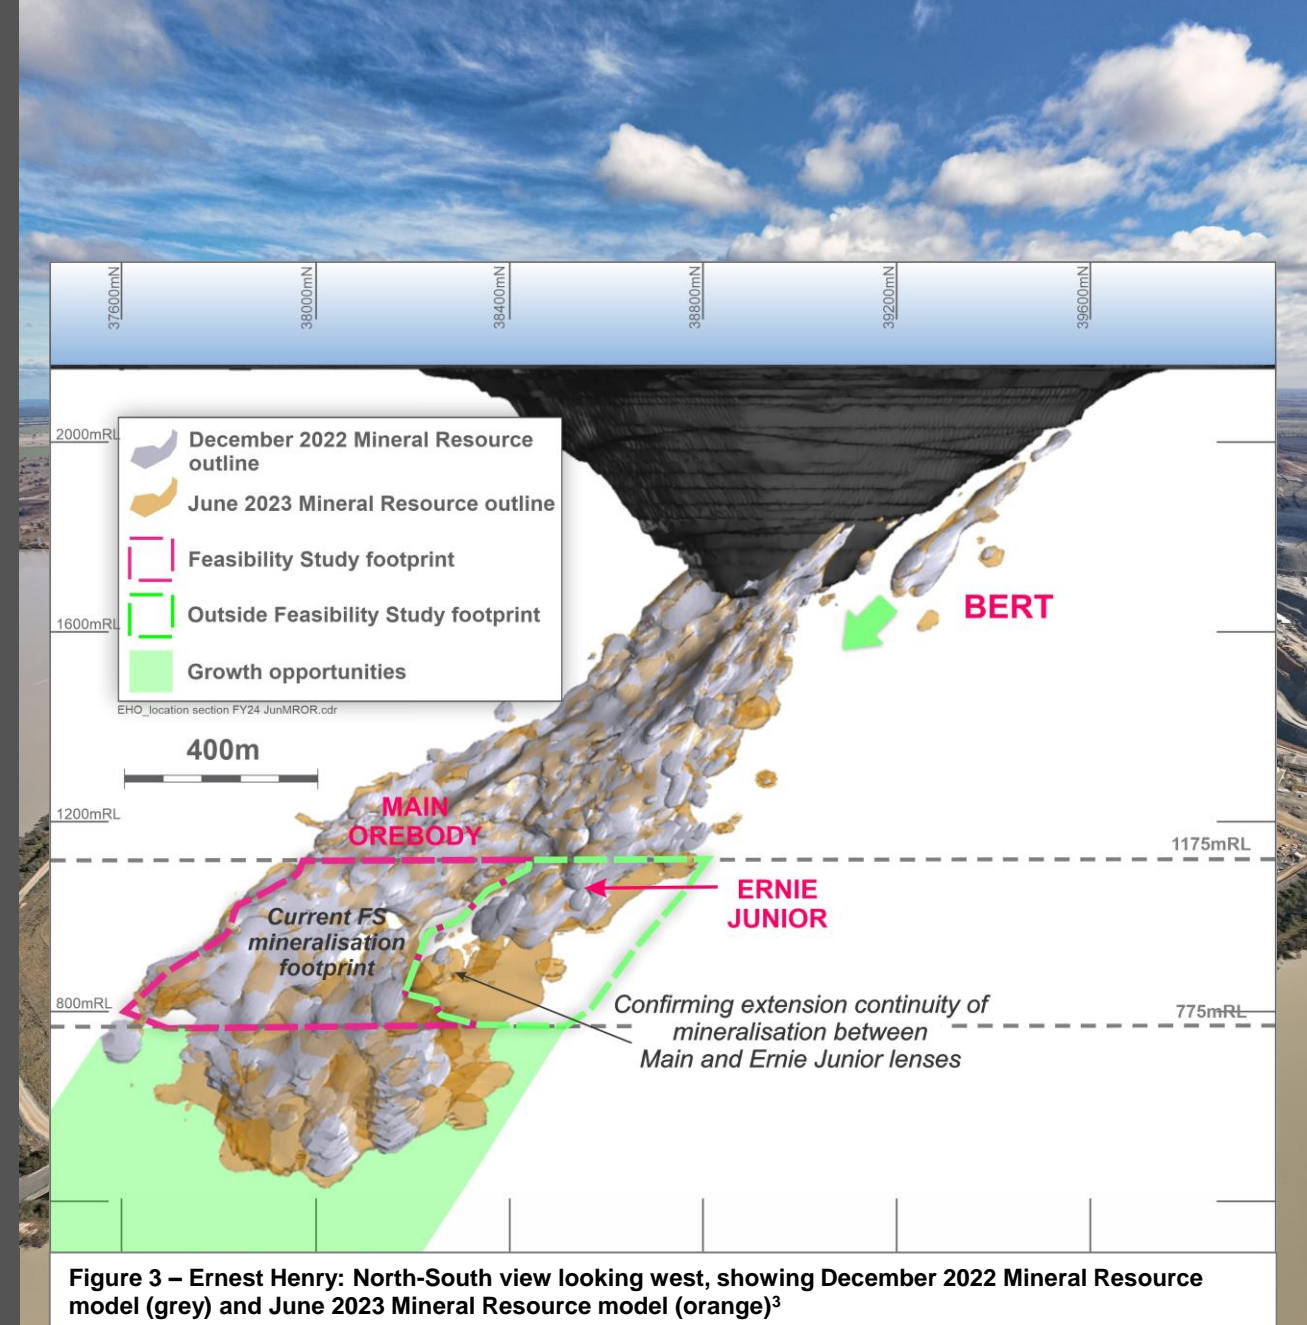 37600mN
38000mN
38400mN
38800mN
39200mN
39600mN
2000mRL
December 2022 Mineral Resource
outline
June 2023 Mineral Resource outline
Feasibility Study footprint
1600mRL
Outside Feasibility Study footprint
BERT
Growth opportunities
EHO_location section FY24 JunMROR.cdr
400m
MAIN
OREBODY
1200mRL
1175mRL
ERNIE
JUNIOR
Current FS
mineralisation
footprint
800mRL
775mRL
Confirming extension continuity of
mineralisation between
Main and Ernie Junior lenses
Figure 3 – Ernest Henry: North-South view looking west, showing December 2022 Mineral Resource
model (grey) and June 2023 Mineral Resource model (orange)³